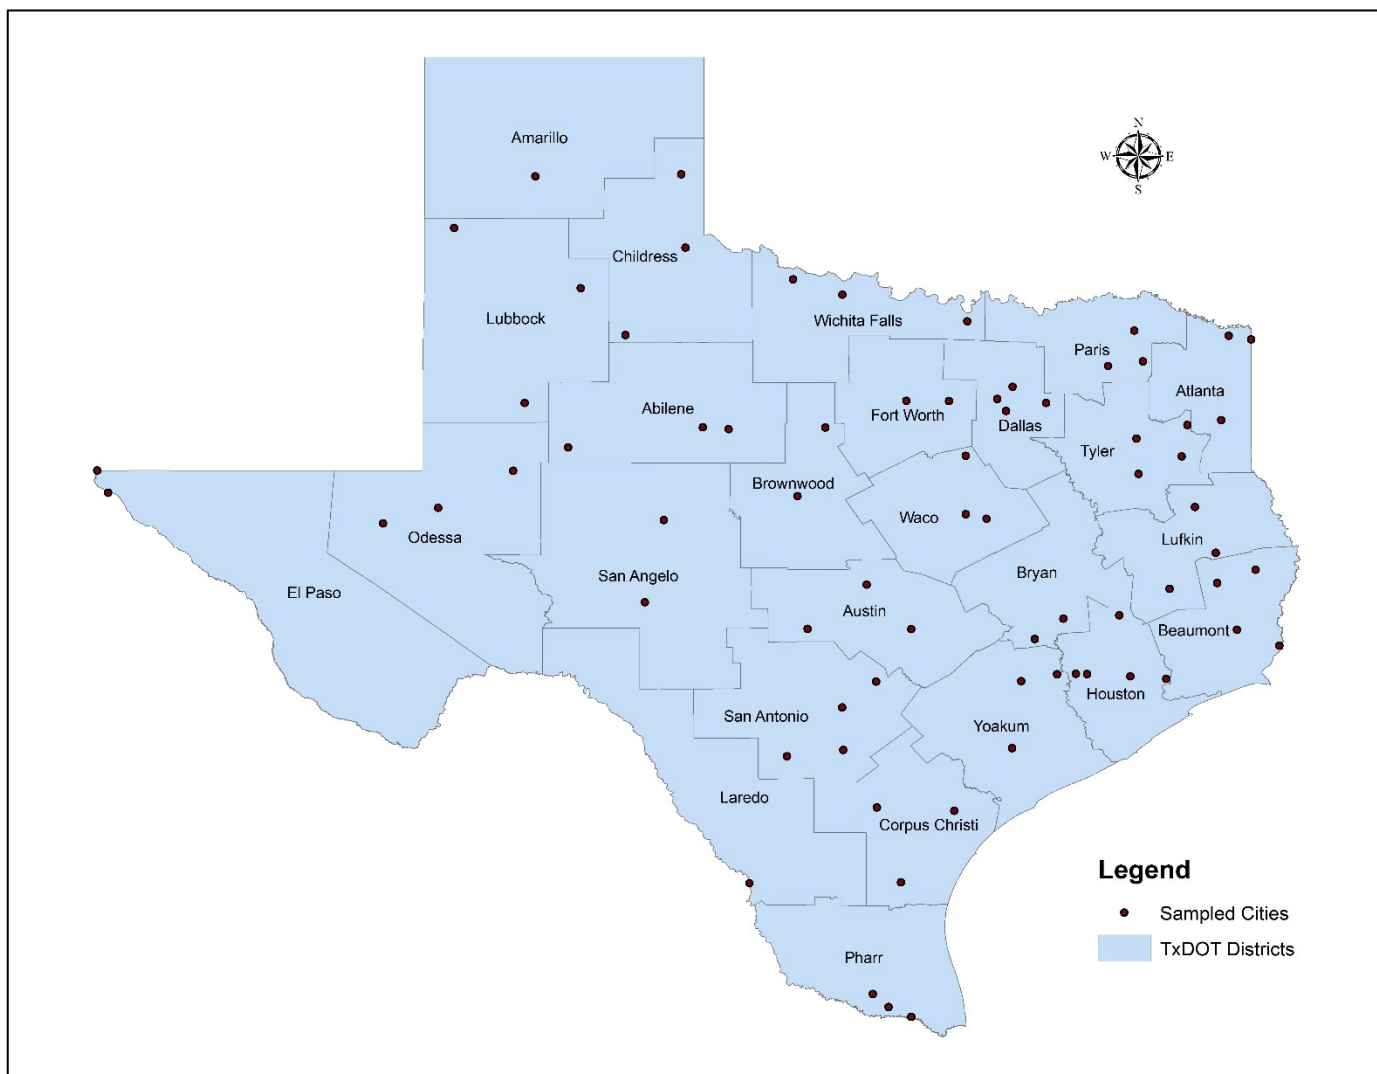 Amarillo
N
W E
S
Childress
Lubbock
Wichita Falls
Paris
Atlanta
Abilene
Fort Worth
Dallas
Tyler
Brownwood
Waco
Odessa
Lufkin
San Angelo
Bryan
El Paso
Austin
Beaumont
Houston
San Antonio
Yoakum
Laredo
Corpus Christi
Legend
Sampled Cities
TxDOT Districts
Pharr